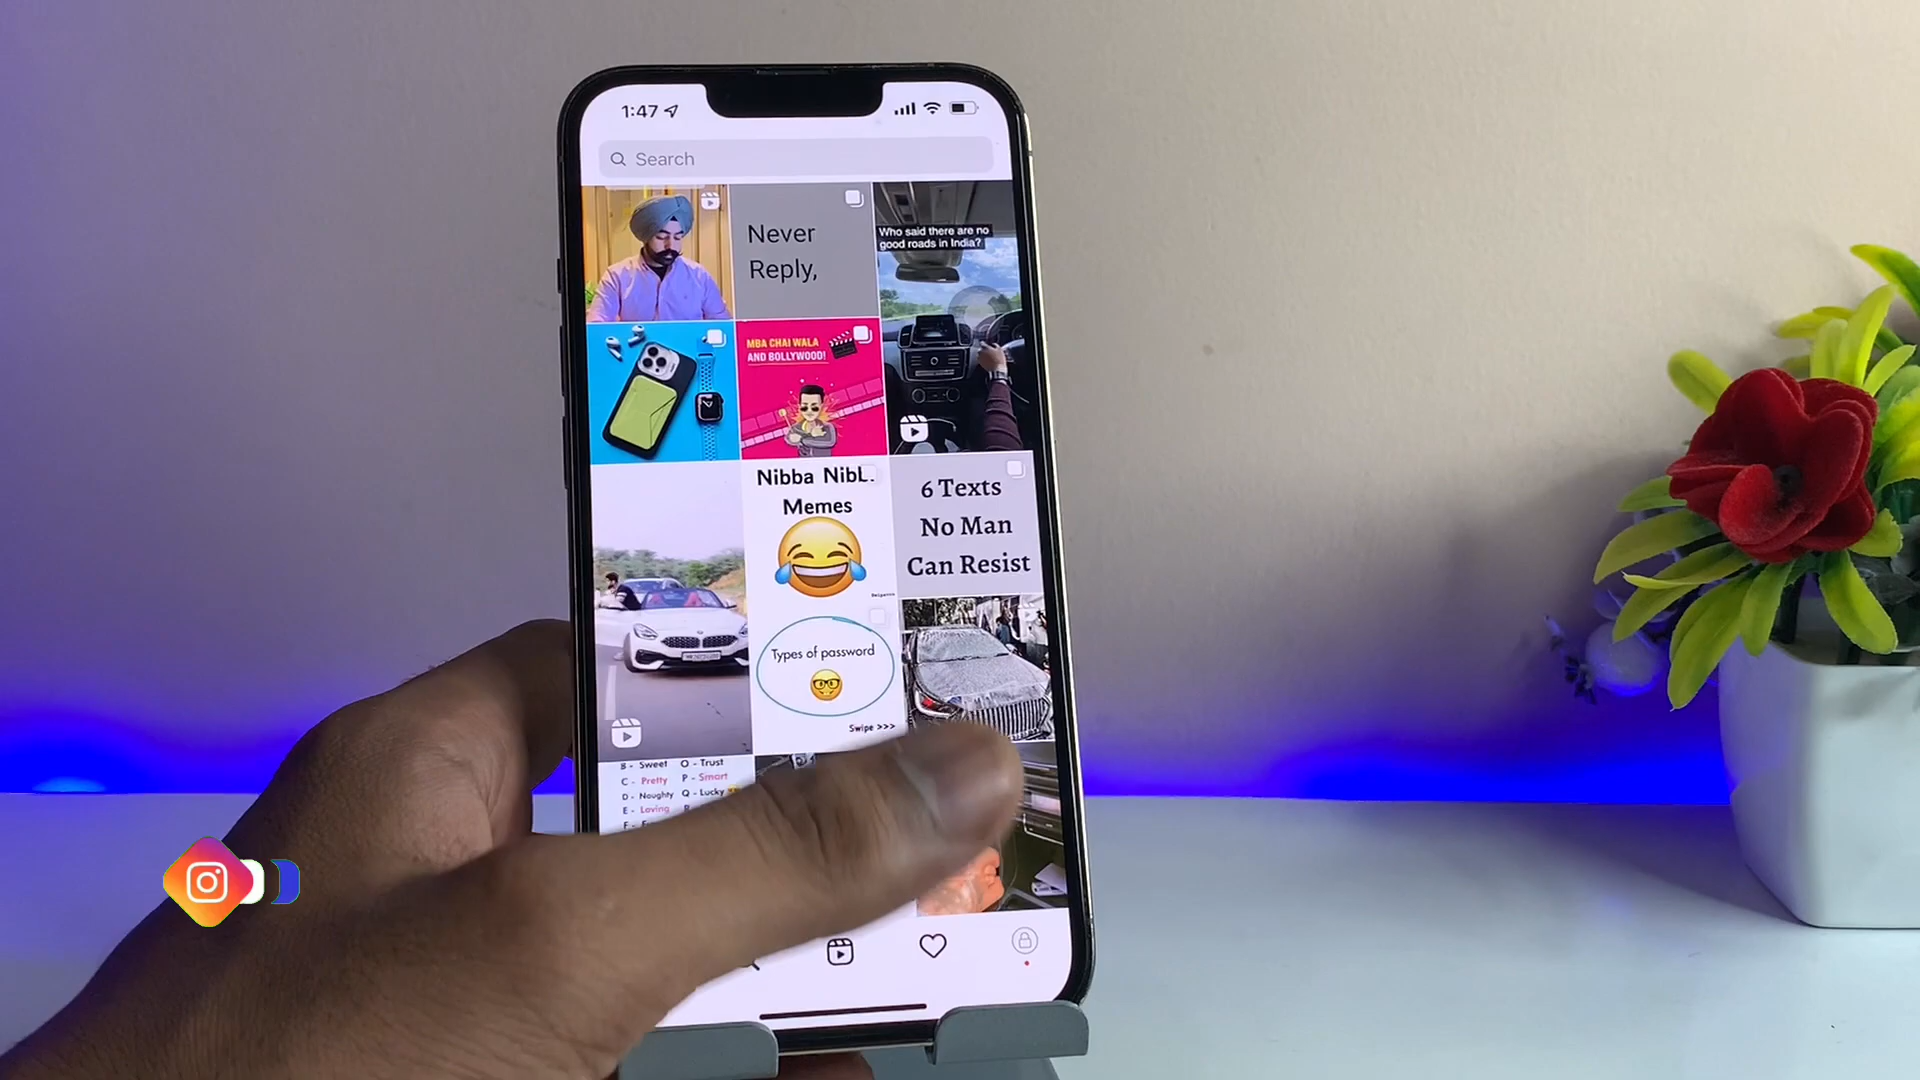 1:47
Search
Never
Reply,
Who said there are no
good roads in India?
MBA CHAI WALA
AND BOLLYWOOD!
Nibba
Memes
6 Texts
No Man
Can Resist
Types of password
Swipe >>>
B - Sweet O - Trust
C - Pretty P - Smart
D - Naughty Q - Lucky
E - Loving